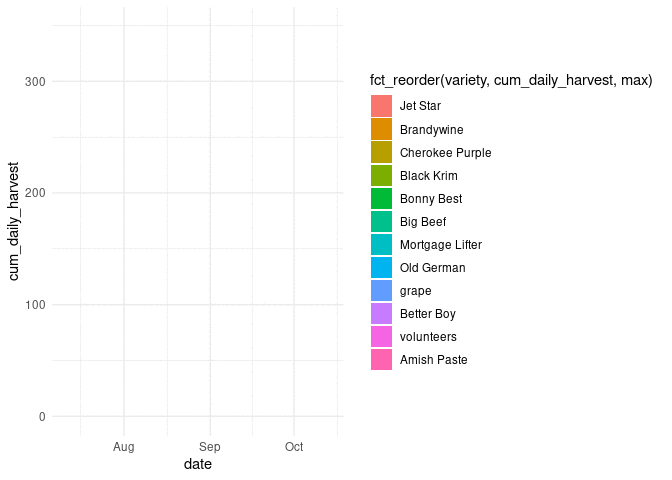 cum_daily_harvest
300
200
100
0
Aug Sep Oct
date
fct_reorder(variety, cum_daily_harvest, max)
Jet Star
Brandywine
Cherokee Purple
Black Krim
Bonny Best
Big Beef
Mortgage Lifter
Old German
grape
Better Boy
volunteers
Amish Paste